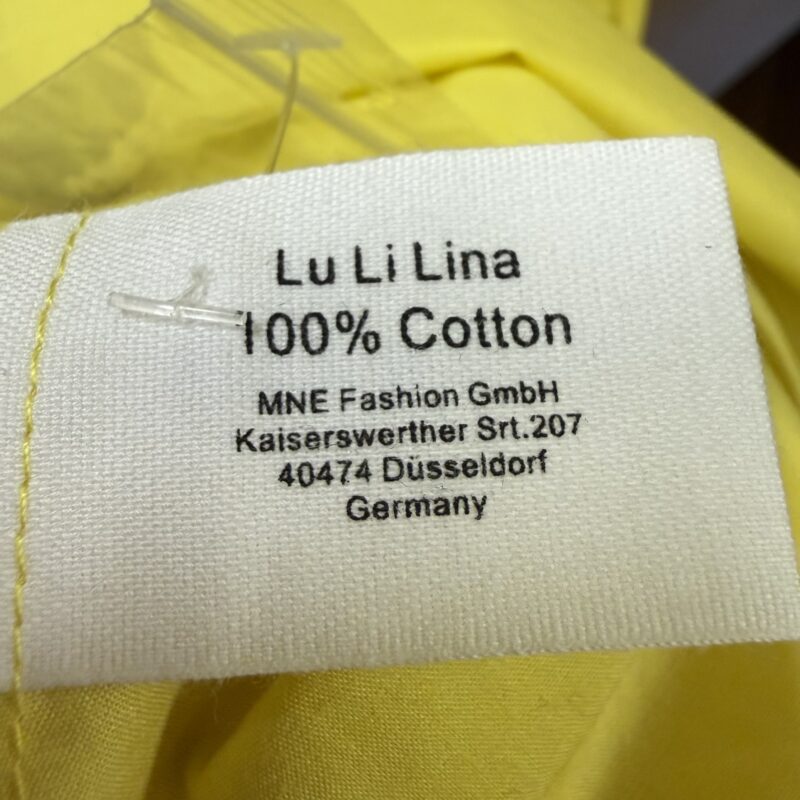 Lu Li Lina
100% Cotton
MNE Fashion GmbH
Kaiserswerther Srt.207
40474 Düsseldorf
Germany